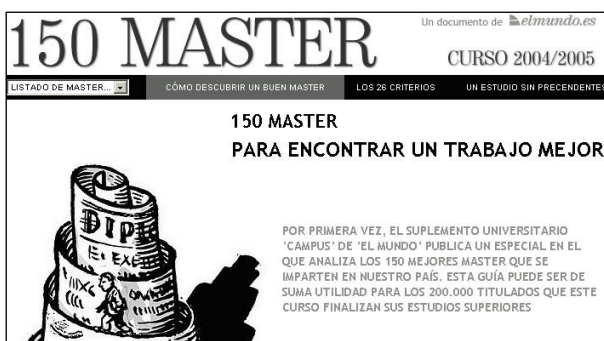 150 MASTER
Un documento de elmundo.es
CURSO 2004/2005
LISTADO DE MASTER...
CÓMO DESCUBRIR UN BUEN MASTER
LOS 26 CRITERIOS
UN ESTUDIO SIN PRECENDENTES
150 MASTER
PARA ENCONTRAR UN TRABAJO MEJOR
DIP
POR PRIMERA VEZ, EL SUPLEMENTO UNIVERSITARIO
'CAMPUS' DE 'EL MUNDO' PUBLICA UN ESPECIAL EN EL
QUE ANALIZA LOS 150 MEJORES MASTER QUE SE
IMPARTEN EN NUESTRO PAÍS. ESTA GUÍA PUEDE SER DE
SUMA UTILIDAD PARA LOS 200.000 TITULADOS QUE ESTE
CURSO FINALIZAN SUS ESTUDIOS SUPERIORES